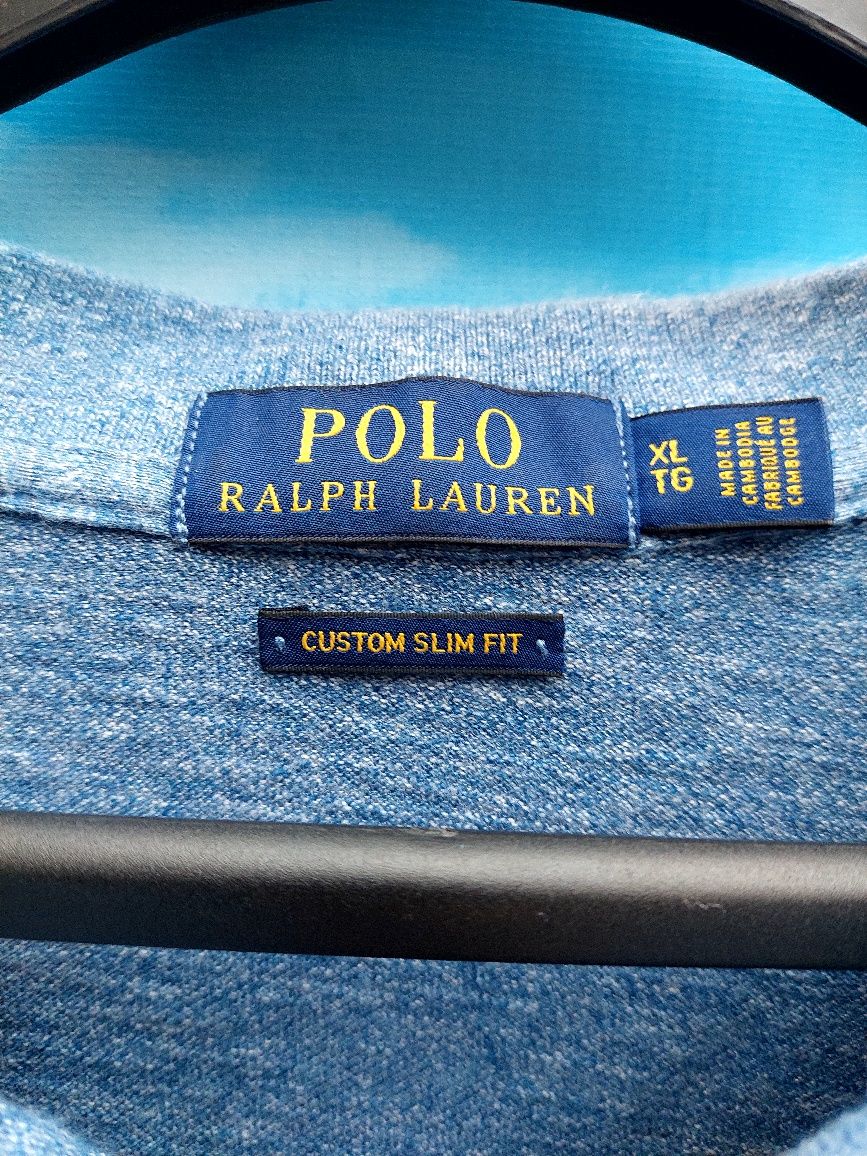 POLO
RALPH LAUREN
XL
TG
MADE IN
CAMBODIA
FABRIQUÉ AU
CAMBODGE
CUSTOM SLIM FIT